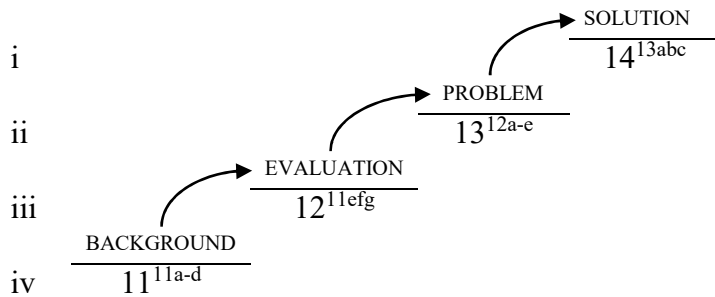 SOLUTION
i 14^13abc
PROBLEM
ii 13^12a-e
EVALUATION
iii 12^11efg
BACKGROUND
iv 11^11a-d